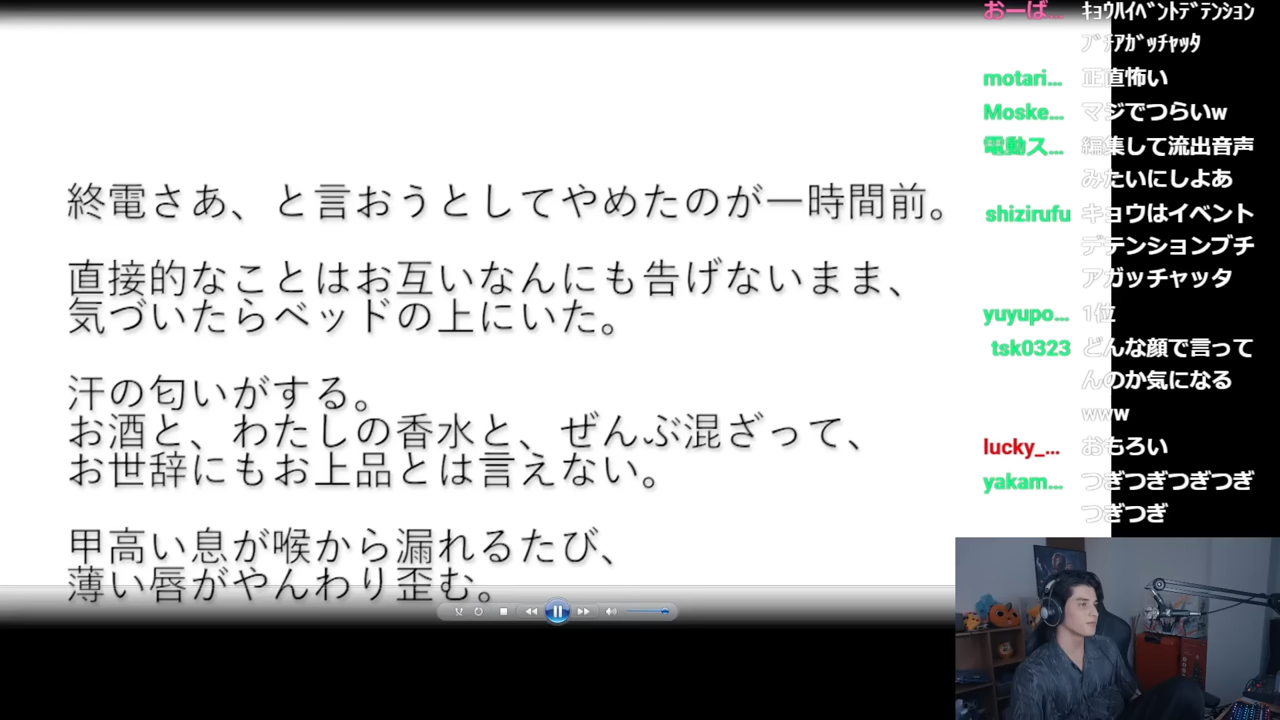 終電さあ、と言おうとしてやめたのが一時間前。
直接的なことはお互いなんにも告げないまま、
気づいたらベッドの上にいた。
汗の匂いがする。
お酒と、わたしの香水と、ぜんぶ混ざって、
お世辞にもお上品とは言えない。
甲高い息が喉から漏れるたび、
薄い唇がやんわり歪む。
おーば… ｷｮｳﾊｲﾍﾞﾝﾄﾃﾞﾃﾝｼｮﾝ
ﾌﾞﾁｱｶﾞｯﾁｬｯﾀ
motari… 正直怖い
Moske… マジでつらいw
電動ス… 編集して流出音声
みたいにしよあ
shizirufu キョウはイベント
デテンションブチ
アガッチャッタ
yuyupo… 1位
tsk0323 どんな顔で言って
んのか気になる
www
lucky_… おもろい
yakam… つぎつぎつぎつぎ
つぎつぎ